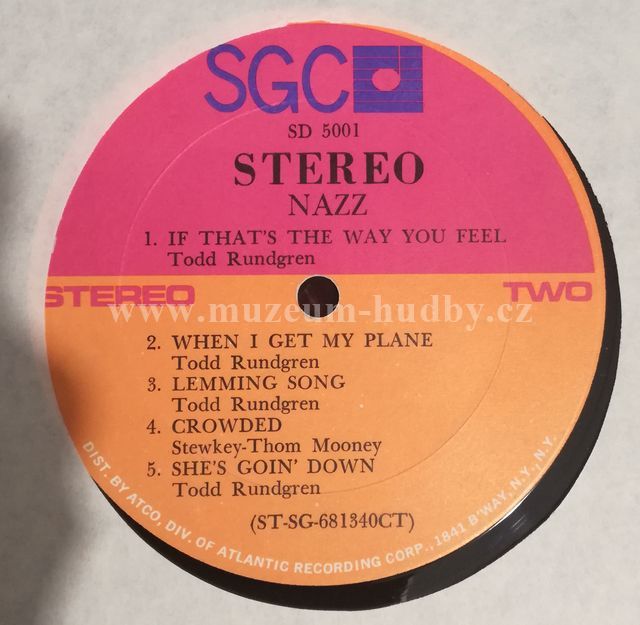 SGC
SD 5001
STEREO
NAZZ
1. IF THAT'S THE WAY YOU FEEL
Todd Rundgren
STEREO
TWO
www.muzeum-hudby.cz
2. WHEN I GET MY PLANE
Todd Rundgren
3. LEMMING SONG
Todd Rundgren
4. CROWDED
Stewkey-Thom Mooney
5. SHE'S GOIN' DOWN
Todd Rundgren
(ST-SG-681340CT)
DIST. BY ATCO, DIV. OF ATLANTIC RECORDING CORP., 1841 B'WAY, N.Y., N.Y.